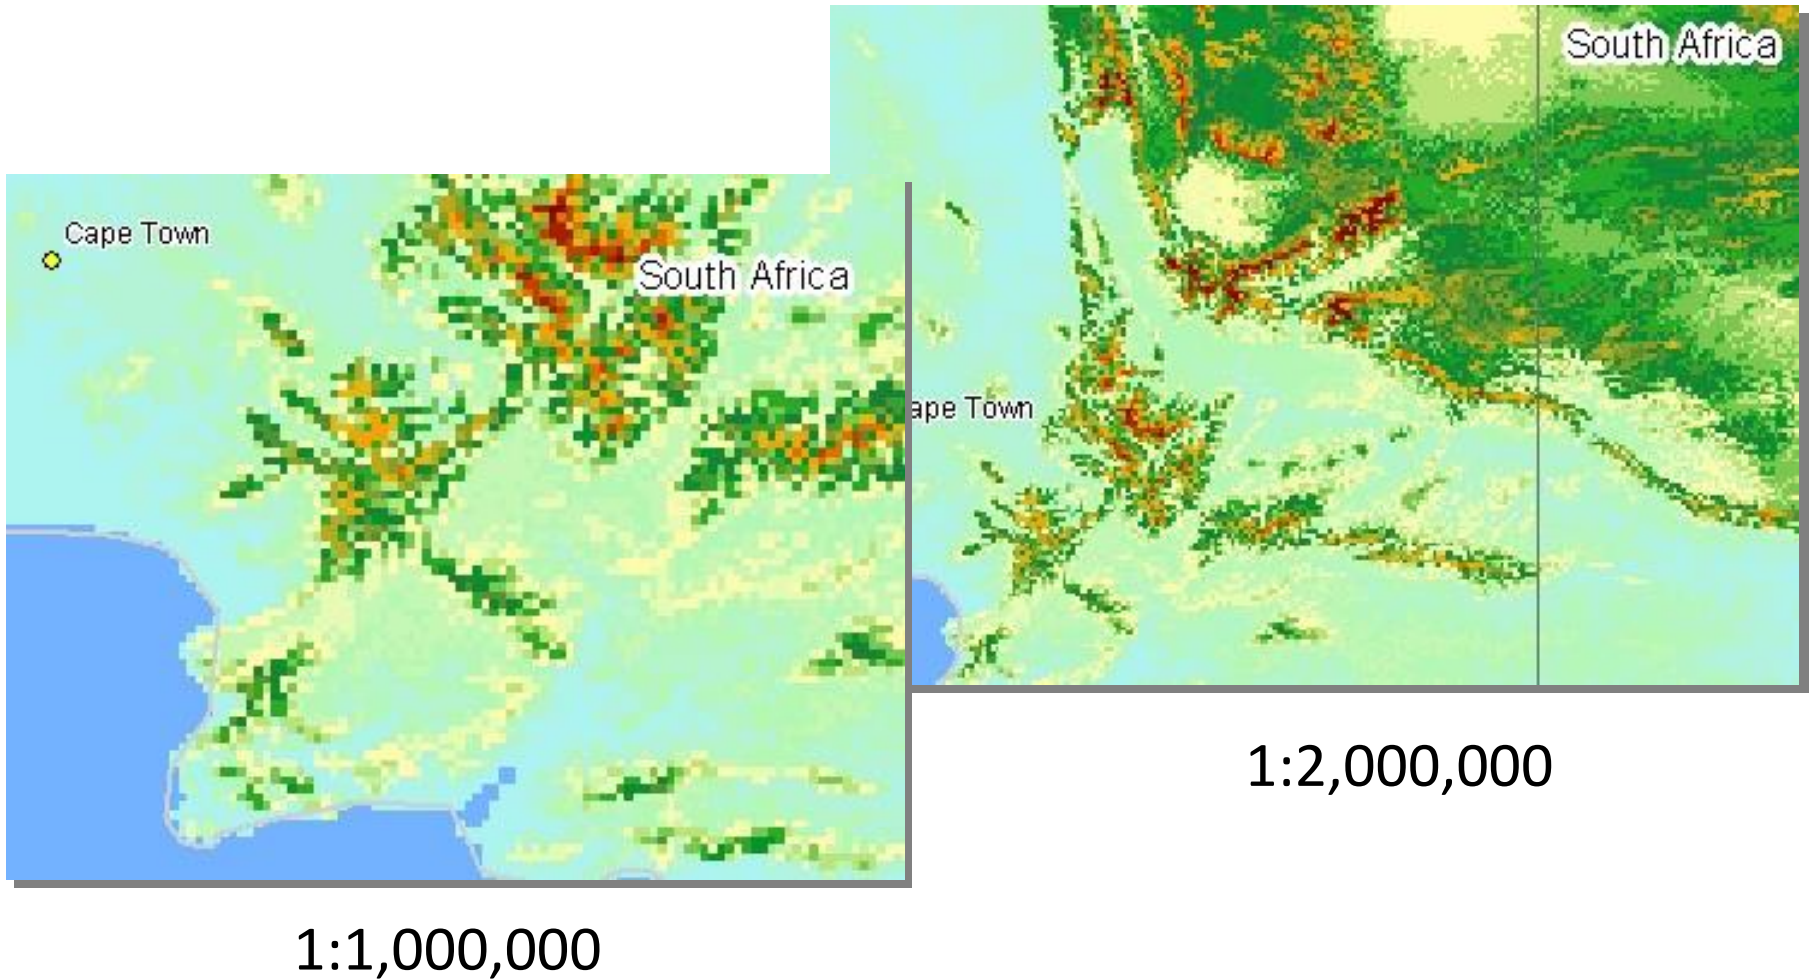 South Africa
Cape Town
South Africa
ape Town
1:2,000,000
1:1,000,000